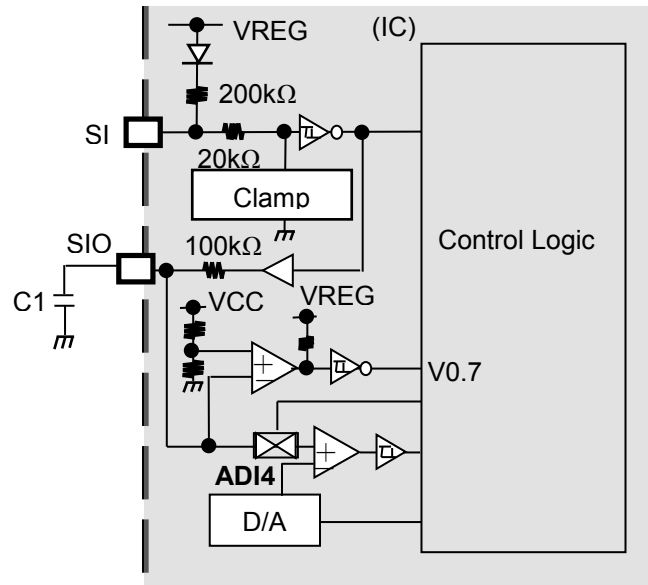 VREG
(IC)
200kΩ
SI
20kΩ
Clamp
SIO
100kΩ
Control Logic
C1
VCC
VREG
+
−
V0.7
+
−
ADI4
D/A